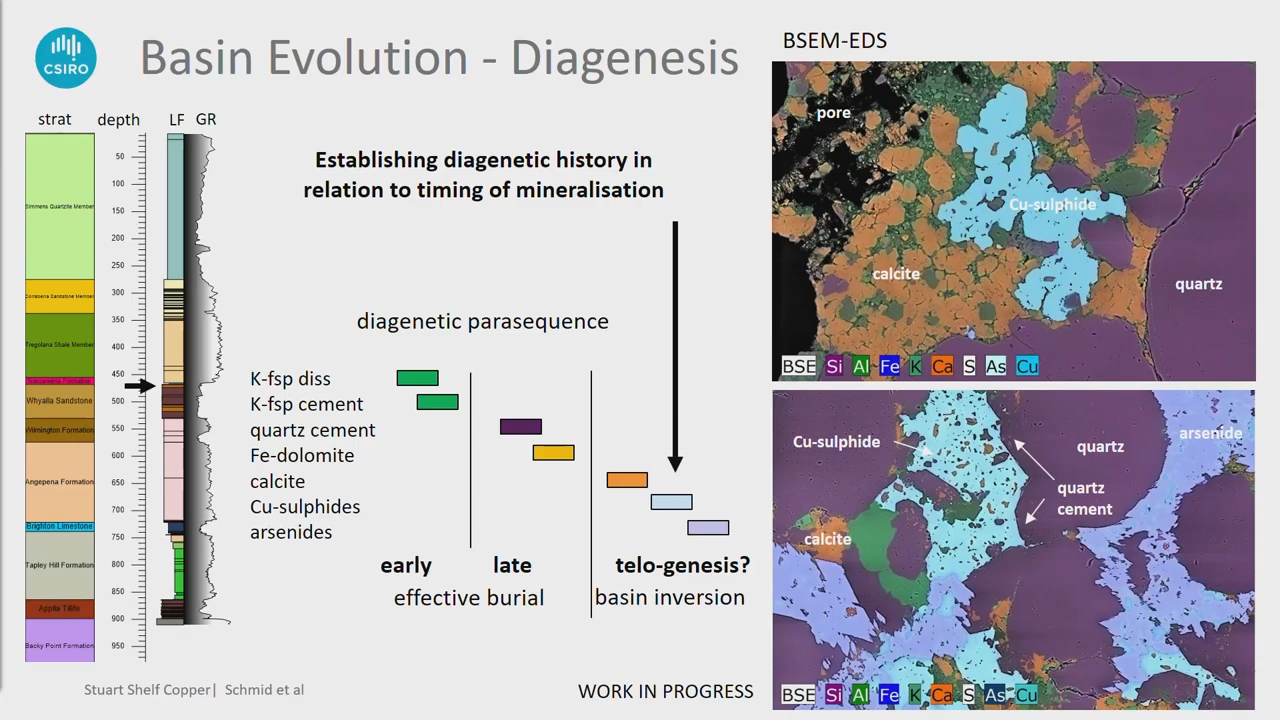 CSIRO
Basin Evolution - Diagenesis
strat depth LF GR
50
100
150
200
250
300
350
400
450
500
550
600
650
700
750
800
850
900
950
Simmens Quartzite Member
Corraberra Sandstone Member
Tregolana Shale Member
Whyalla Sandstone
Wilmington Formation
Angepena Formation
Brighton Limestone
Tapley Hill Formation
Appila Tillite
Backy Point Formation
Establishing diagenetic history in
relation to timing of mineralisation
diagenetic parasequence
K-fsp diss
K-fsp cement
quartz cement
Fe-dolomite
calcite
Cu-sulphides
arsenides
early late telo-genesis?
effective burial basin inversion
Stuart Shelf Copper| Schmid et al
WORK IN PROGRESS
BSEM-EDS
pore
Cu-sulphide
calcite
quartz
BSE Si Al Fe K Ca S As Cu
Cu-sulphide
quartz
arsenide
quartz
cement
calcite
BSE Si Al Fe K Ca S As Cu